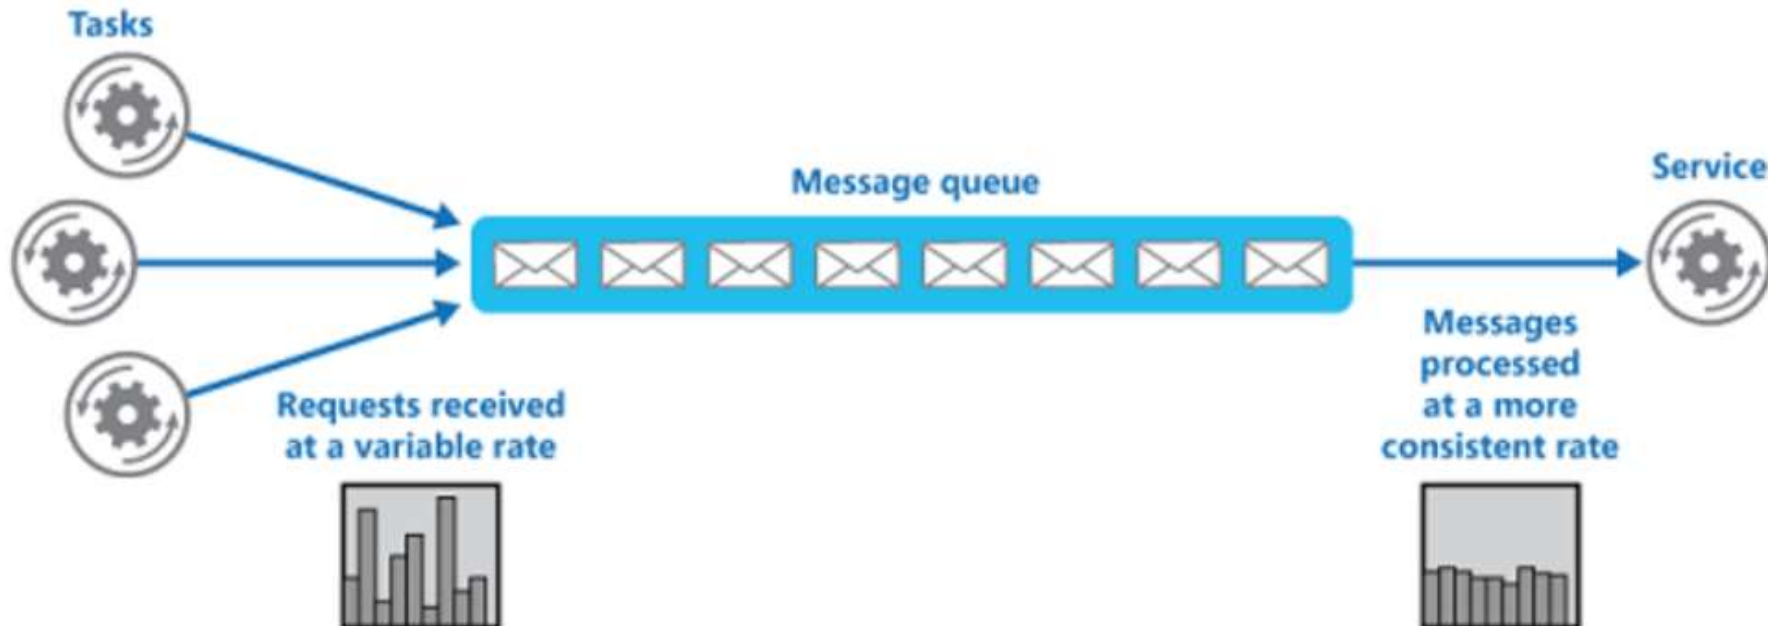 Tasks
Message queue
Service
Requests received
at a variable rate
Messages
processed
at a more
consistent rate